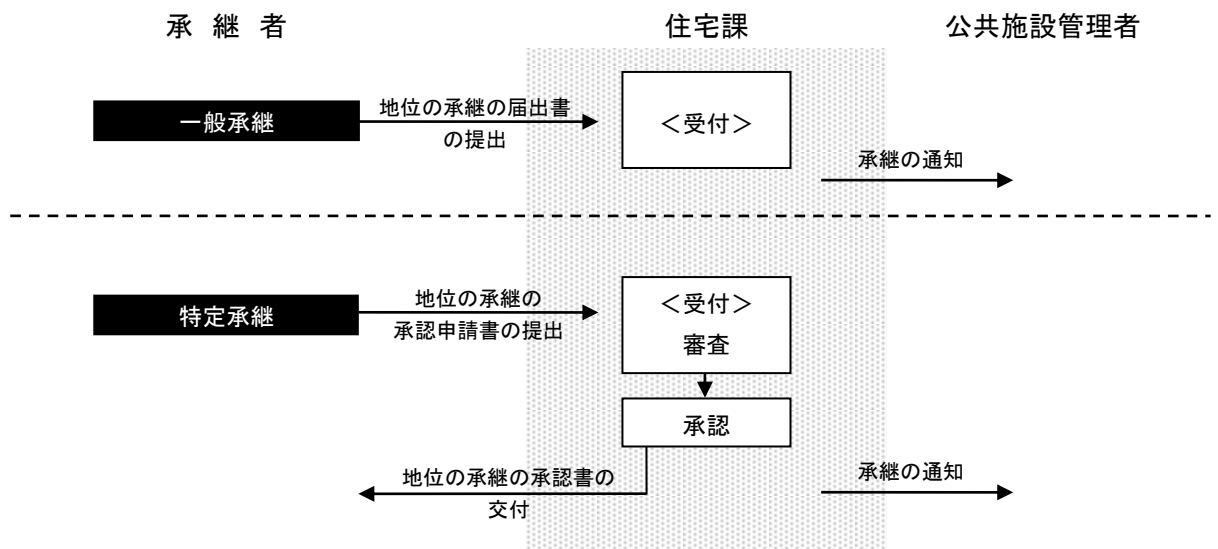 承 継 者
住宅課
公共施設管理者
一般承継
地位の承継の届出書
の提出
＜受付＞
承継の通知
特定承継
地位の承継の
承認申請書の提出
＜受付＞
審査
承認
地位の承継の承認書の
交付
承継の通知